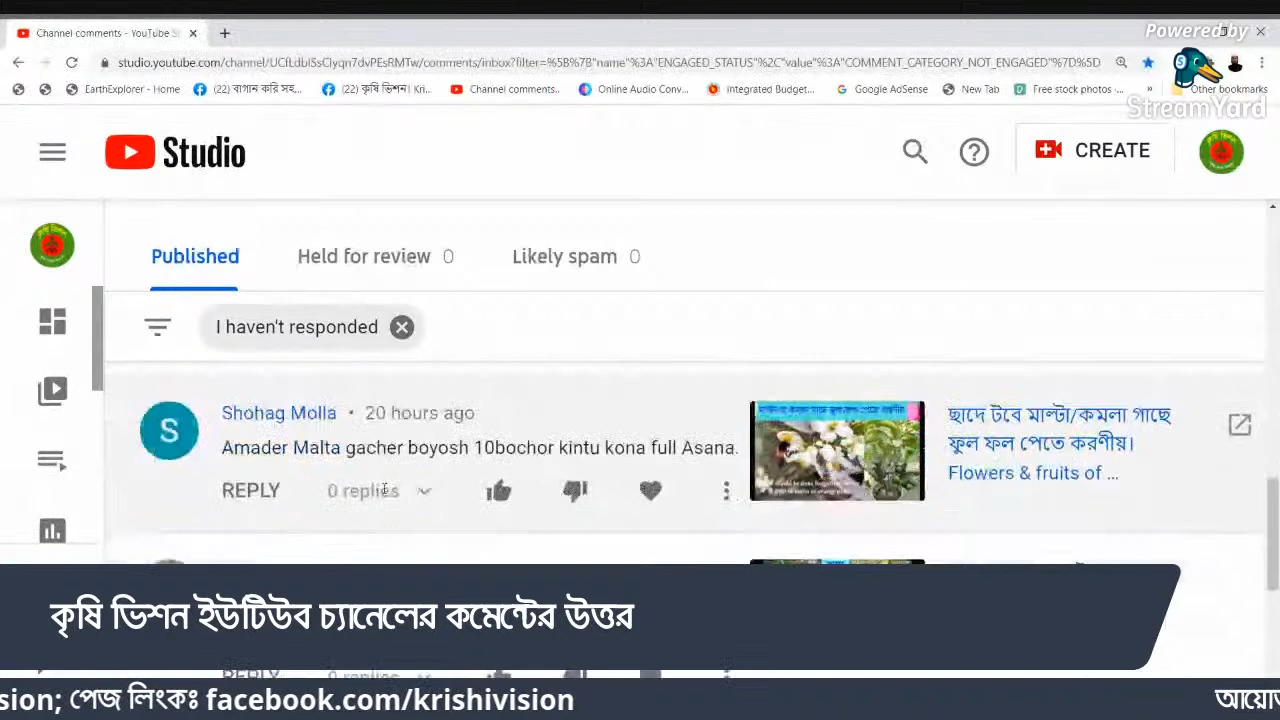 Channel comments - YouTube S
Powered by
studio.youtube.com/channel/UCfLdbISsClyqn7dvPEsRMTw/comments/inbox?filter=%5B%7B"name"%3A"ENGAGED_STATUS"%2C"value"%3A"COMMENT_CATEGORY_NOT_ENGAGED"%7D%5D
EarthExplorer - Home
(22) বাগান করি সহ...
(22) কৃষি ভিশন। Kri...
Channel comments...
Online Audio Conv...
Integrated Budget...
Google AdSense
New Tab
Free stock photos ·...
Other bookmarks
StreamYard
Studio
CREATE
Published
Held for review 0
Likely spam 0
I haven't responded
S
Shohag Molla • 20 hours ago
Amader Malta gacher boyosh 10bochor kintu kona full Asana.
REPLY
0 replies
ছাদে টবে মাল্টা/কমলা গাছে
ফুল ফল পেতে করণীয়।
Flowers & fruits of ...
কৃষি ভিশন ইউটিউব চ্যানেলের কমেন্টের উত্তর
REPLY
0 replies
sion; পেজ লিংকঃ facebook.com/krishivision
আয়ো